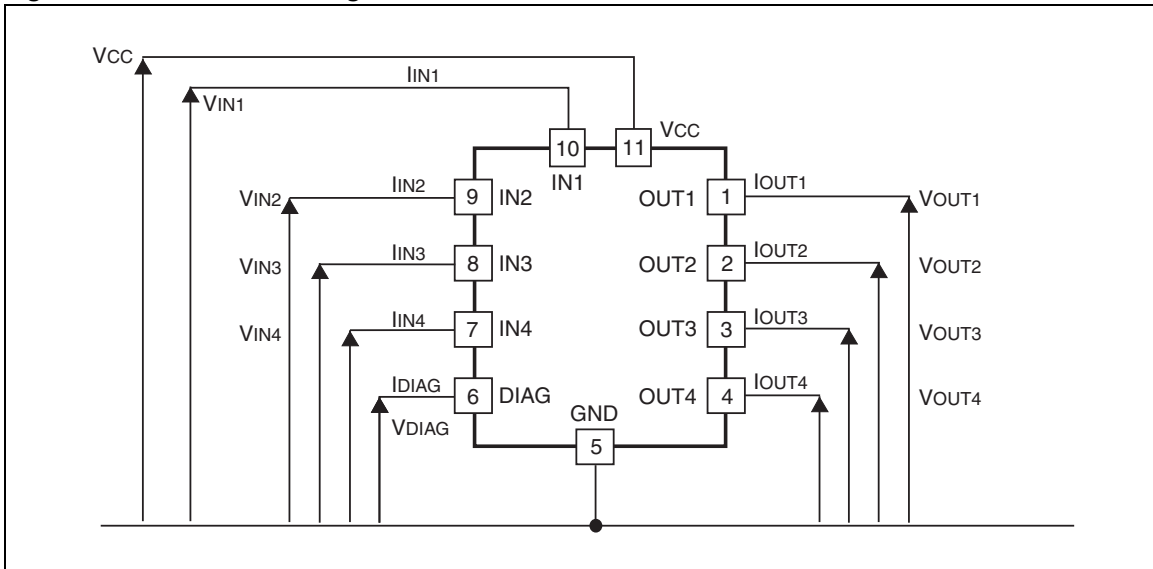 VCC
IIN1
VIN1
VCC
10
11
IN1
VIN2
IIN2
9
IN2
OUT1
1
IOUT1
VOUT1
VIN3
IIN3
8
IN3
OUT2
2
IOUT2
VOUT2
VIN4
IIN4
7
IN4
OUT3
3
IOUT3
VOUT3
IDIAG
6
DIAG
OUT4
4
IOUT4
VOUT4
VDIAG
GND
5